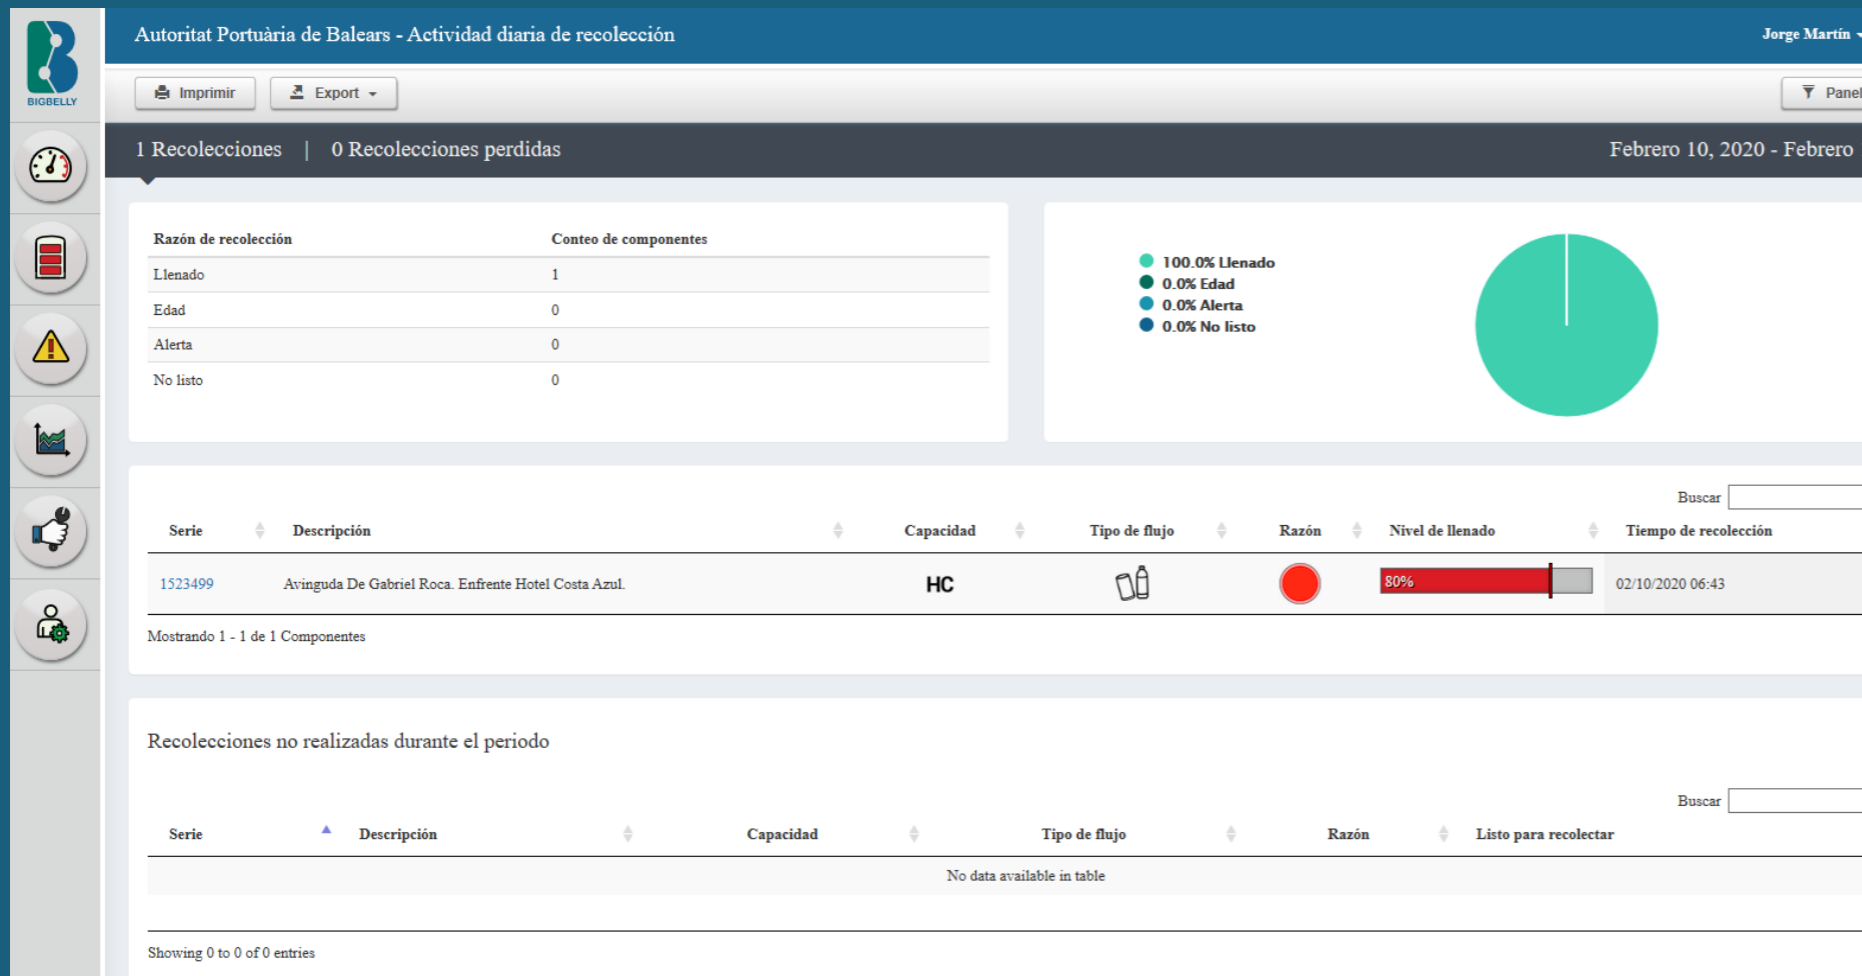 Autoritat Portuària de Balears - Actividad diaria de recolección
Jorge Martín
BIGBELLY
Imprimir
Export
Panel
1 Recolecciones | 0 Recolecciones perdidas
Febrero 10, 2020 - Febrero
Razón de recolección Conteo de componentes
Llenado 1
Edad 0
Alerta 0
No listo 0
100.0% Llenado
0.0% Edad
0.0% Alerta
0.0% No listo
Buscar
Serie Descripción Capacidad Tipo de flujo Razón Nivel de llenado Tiempo de recolección
1523499 Avinguda De Gabriel Roca. Enfrente Hotel Costa Azul. HC 80% 02/10/2020 06:43
Mostrando 1 - 1 de 1 Componentes
Recolecciones no realizadas durante el periodo
Buscar
Serie Descripción Capacidad Tipo de flujo Razón Listo para recolectar
No data available in table
Showing 0 to 0 of 0 entries